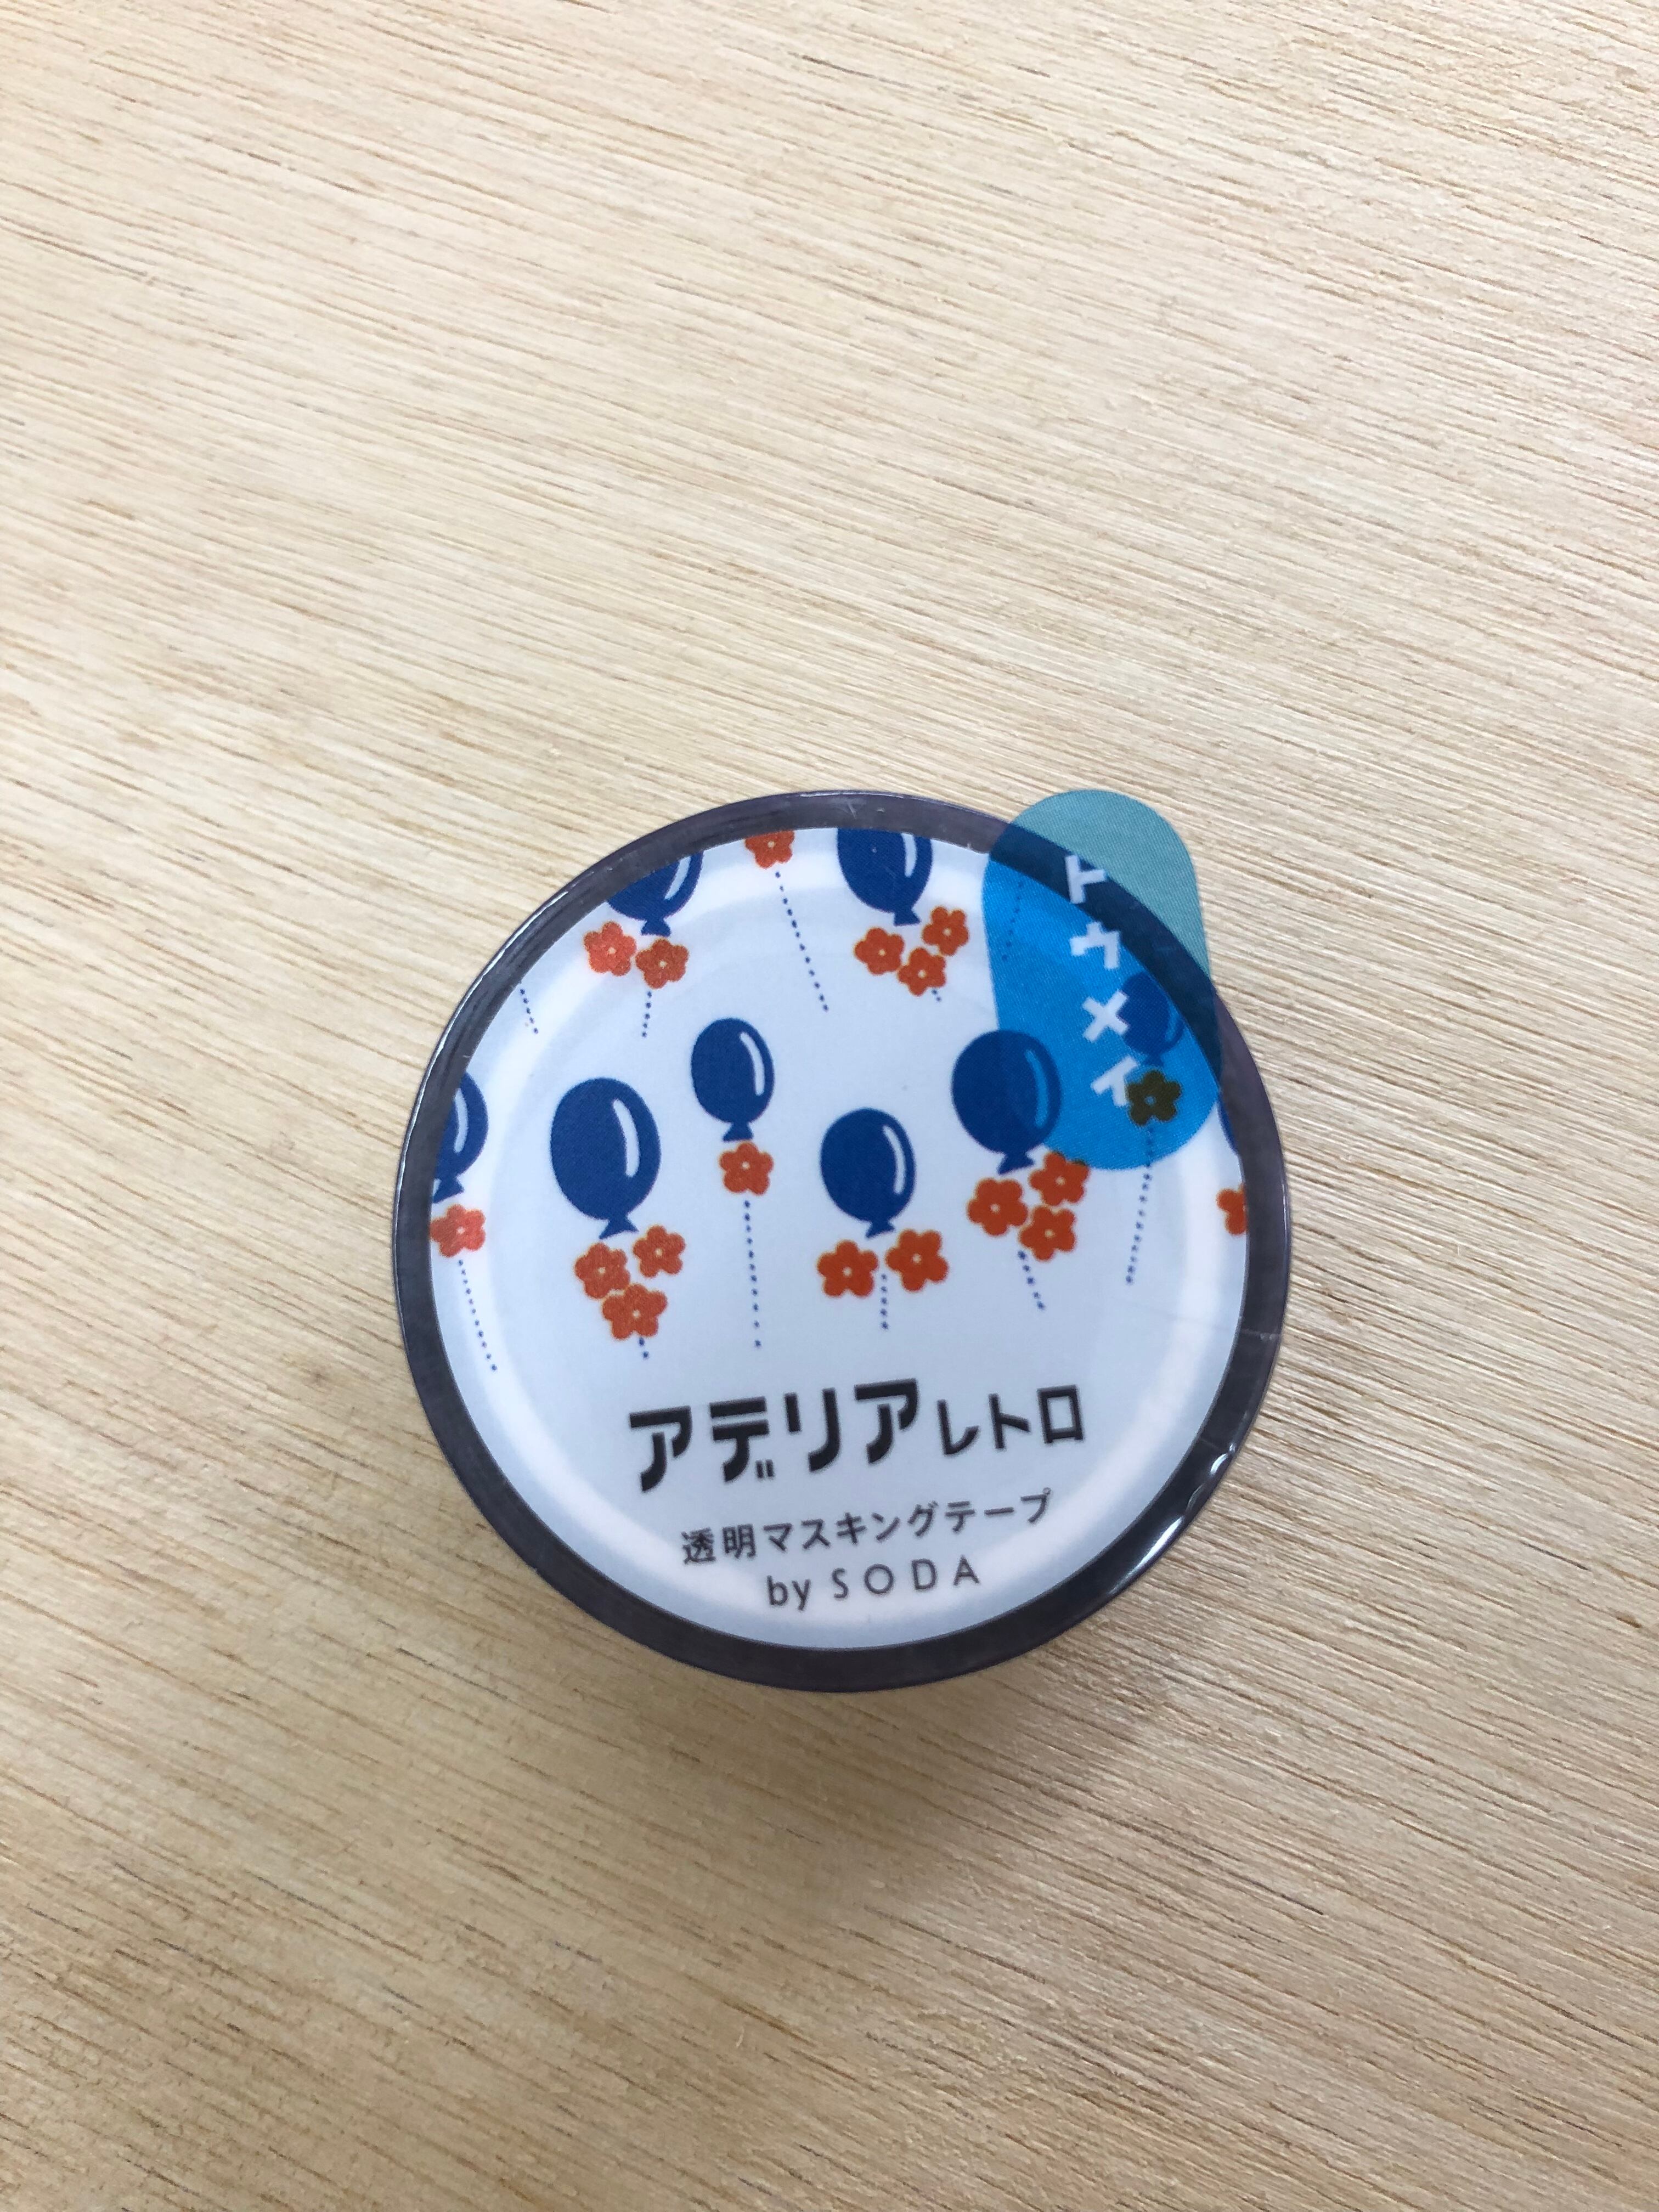 トウメイ
アデリアレトロ
透明マスキングテープ
by SODA